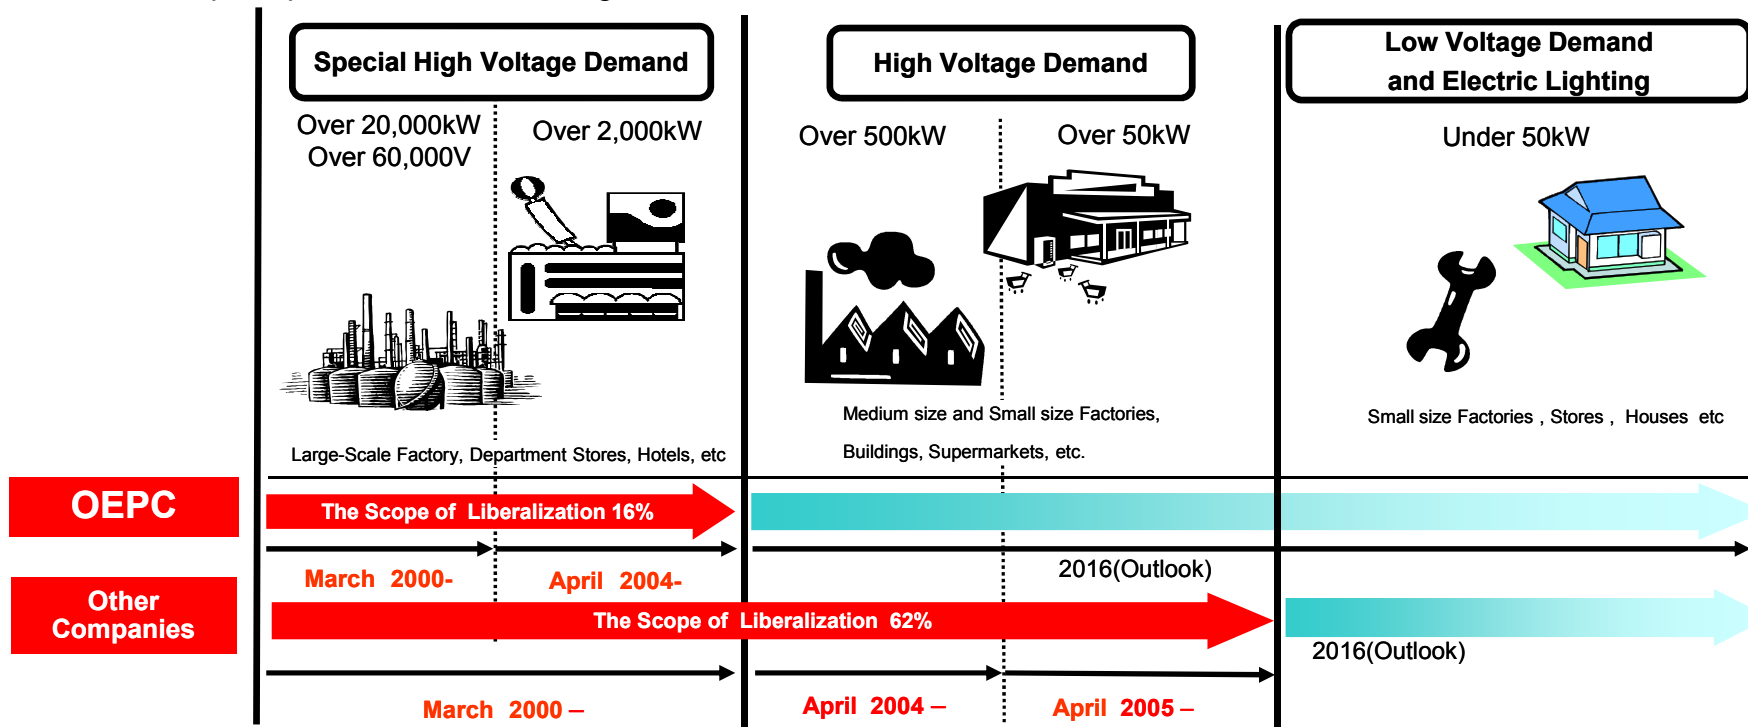 Special High Voltage Demand
High Voltage Demand
Low Voltage Demand
and Electric Lighting
Over 20,000kW
Over 60,000V
Over 2,000kW
Over 500kW
Over 50kW
Under 50kW
Large-Scale Factory, Department Stores, Hotels, etc
Medium size and Small size Factories,
Buildings, Supermarkets, etc.
Small size Factories , Stores , Houses etc
OEPC
The Scope of Liberalization 16%
March 2000-
April 2004-
2016(Outlook)
Other
Companies
The Scope of Liberalization 62%
2016(Outlook)
March 2000 –
April 2004 –
April 2005 –